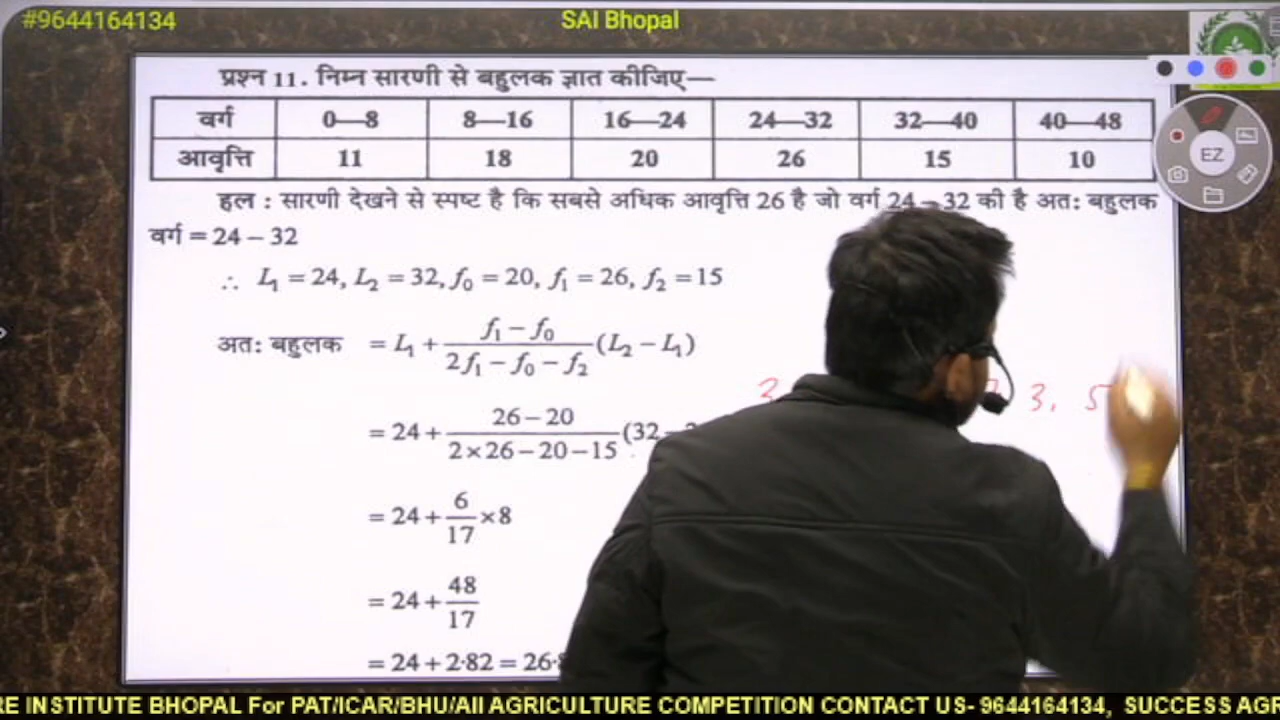 #9644164134
SAI Bhopal
प्रश्न 11. निम्न सारणी से बहुलक ज्ञात कीजिए—
वर्ग 0—8 8—16 16—24 24—32 32—40 40—48
आवृत्ति 11 18 20 26 15 10
हल : सारणी देखने से स्पष्ट है कि सबसे अधिक आवृत्ति 26 है जो वर्ग 24 – 32 की है अत: बहुलक
वर्ग = 24 – 32
∴ L₁ = 24, L₂ = 32, f₀ = 20, f₁ = 26, f₂ = 15
अत: बहुलक = L₁ + (f₁ – f₀)/(2f₁ – f₀ – f₂) (L₂ – L₁)
= 24 + (26 – 20)/(2×26 – 20 – 15) (32 –
3, 5
= 24 + 6/17 × 8
= 24 + 48/17
= 24 + 2·82 = 26·
EZ
RE INSTITUTE BHOPAL For PAT/ICAR/BHU/All AGRICULTURE COMPETITION CONTACT US- 9644164134, SUCCESS AGR